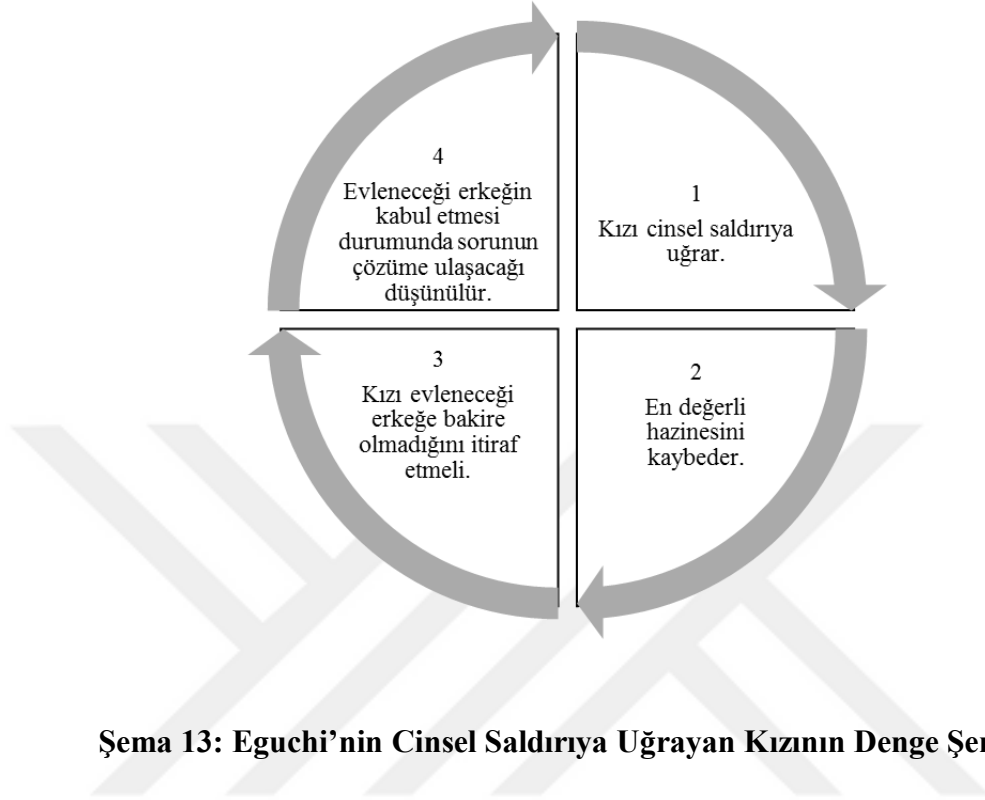 4
Evleneceği erkeğin
kabul etmesi
durumunda sorunun
çözüme ulaşacağı
düşünülür.
1
Kızı cinsel saldırıya
uğrar.
3
Kızı evleneceği
erkeğe bakire
olmadığını itiraf
etmeli.
2
En değerli
hazinesini
kaybeder.
Şema 13: Eguchi’nin Cinsel Saldırıya Uğrayan Kızının Denge